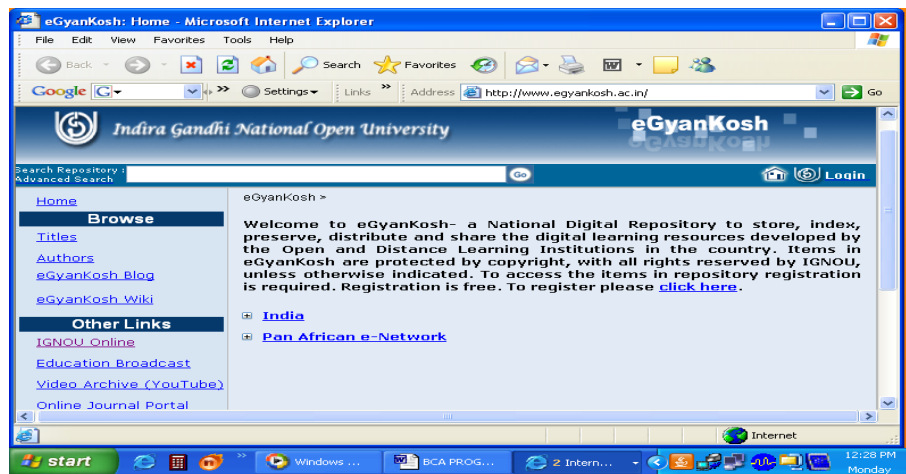 eGyanKosh: Home - Microsoft Internet Explorer
File Edit View Favorites Tools Help
Back Search Favorites
Google G Settings Links » Address http://www.egyankosh.ac.in/ Go
Indira Gandhi National Open University eGyanKosh
Search Repository :
Advanced Search Go Login
Home
Browse
Titles
Authors
eGyanKosh Blog
eGyanKosh Wiki
Other Links
IGNOU Online
Education Broadcast
Video Archive (YouTube)
Online Journal Portal
eGyanKosh >
Welcome to eGyanKosh- a National Digital Repository to store, index,
preserve, distribute and share the digital learning resources developed by
the Open and Distance Learning Institutions in the country. Items in
eGyanKosh are protected by copyright, with all rights reserved by IGNOU,
unless otherwise indicated. To access the items in repository registration
is required. Registration is free. To register please click here.
India
Pan African e-Network
Internet
start Windows ... BCA PROG... 2 Intern... 12:28 PM
Monday